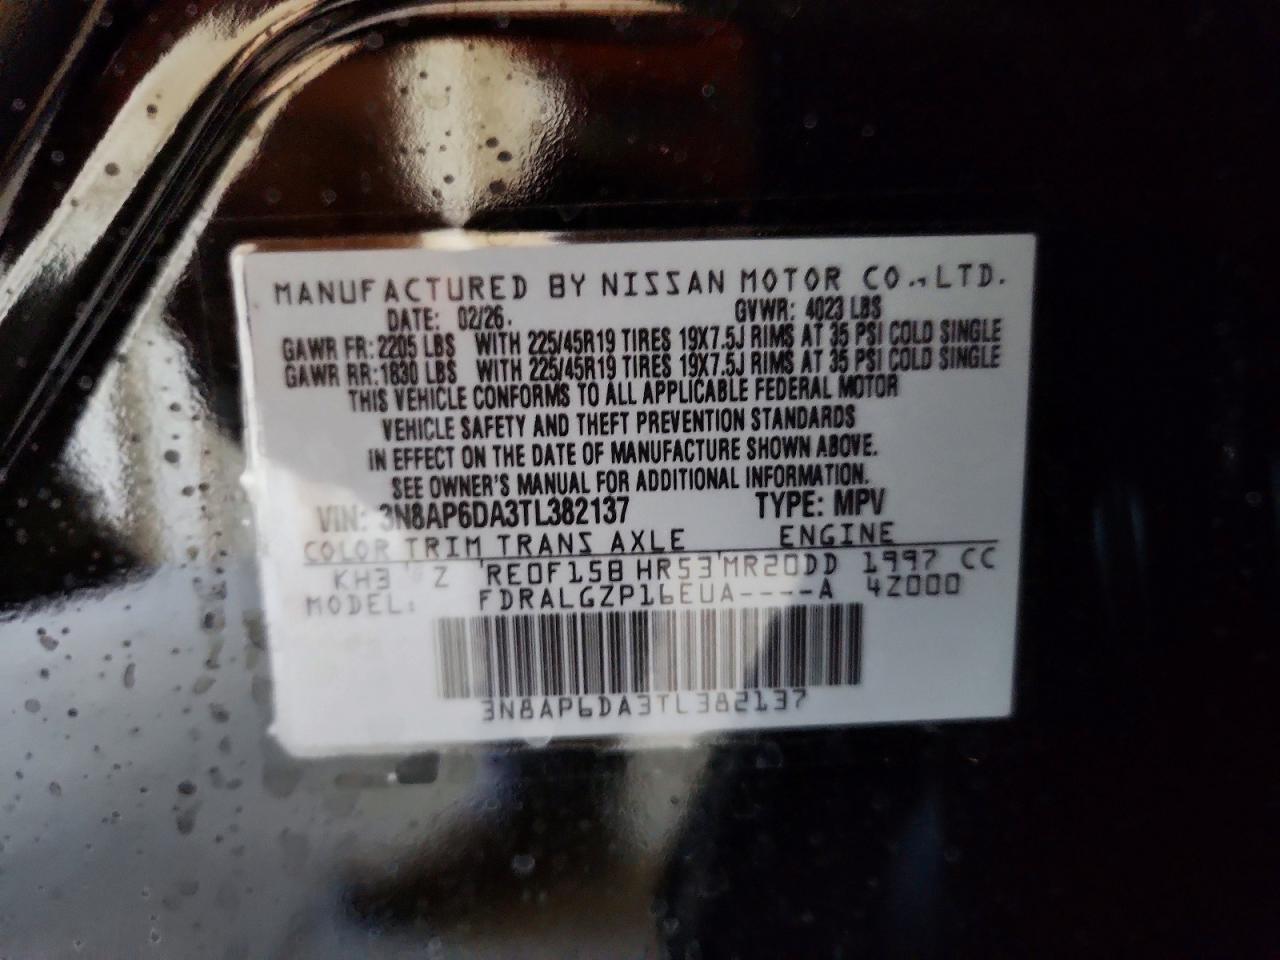 MANUFACTURED BY NISSAN MOTOR CO.,LTD.
DATE: 02/26. GVWR: 4023 LBS
GAWR FR: 2205 LBS WITH 225/45R19 TIRES 19X7.5J RIMS AT 35 PSI COLD SINGLE
GAWR RR: 1830 LBS WITH 225/45R19 TIRES 19X7.5J RIMS AT 35 PSI COLD SINGLE
THIS VEHICLE CONFORMS TO ALL APPLICABLE FEDERAL MOTOR
VEHICLE SAFETY AND THEFT PREVENTION STANDARDS
IN EFFECT ON THE DATE OF MANUFACTURE SHOWN ABOVE.
SEE OWNER'S MANUAL FOR ADDITIONAL INFORMATION.
VIN: 3N8AP6DA3TL382137 TYPE: MPV
COLOR TRIM TRANS AXLE ENGINE
KH3 Z RE0F15B HR53 MR20DD 1997 CC
MODEL: FDRALGZP16EUA----A 4Z000
3N8AP6DA3TL382137